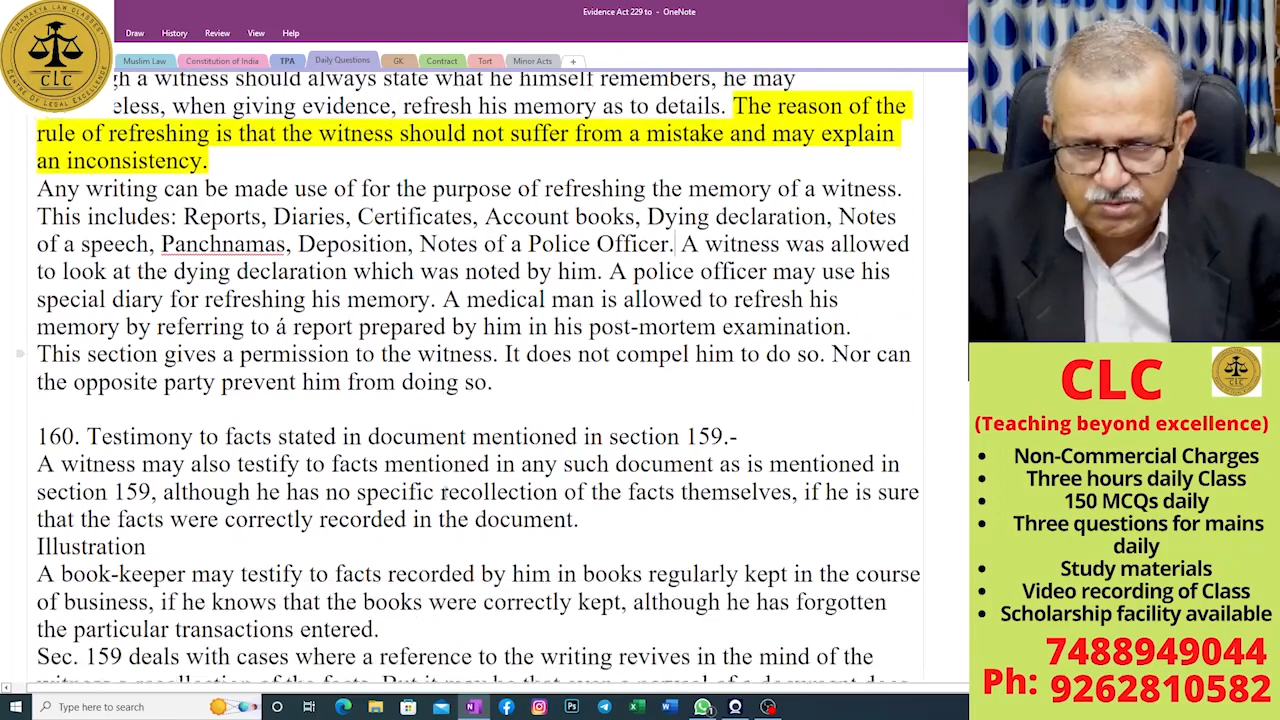 CHANAKYA LAW CLASSES
CLC
CENTRE OF LEGAL EXCELLENCE
Evidence Act 229 to - OneNote
Draw History Review View Help
Muslim Law Constitution of India TPA Daily Questions GK Contract Tort Minor Acts +
a witness should always state what he himself remembers, he may
eless, when giving evidence, refresh his memory as to details. The reason of the
rule of refreshing is that the witness should not suffer from a mistake and may explain
an inconsistency.
Any writing can be made use of for the purpose of refreshing the memory of a witness.
This includes: Reports, Diaries, Certificates, Account books, Dying declaration, Notes
of a speech, Panchnamas, Deposition, Notes of a Police Officer. A witness was allowed
to look at the dying declaration which was noted by him. A police officer may use his
special diary for refreshing his memory. A medical man is allowed to refresh his
memory by referring to á report prepared by him in his post-mortem examination.
This section gives a permission to the witness. It does not compel him to do so. Nor can
the opposite party prevent him from doing so.
160. Testimony to facts stated in document mentioned in section 159.-
A witness may also testify to facts mentioned in any such document as is mentioned in
section 159, although he has no specific recollection of the facts themselves, if he is sure
that the facts were correctly recorded in the document.
Illustration
A book-keeper may testify to facts recorded by him in books regularly kept in the course
of business, if he knows that the books were correctly kept, although he has forgotten
the particular transactions entered.
Sec. 159 deals with cases where a reference to the writing revives in the mind of the
Type here to search
CLC
(Teaching beyond excellence)
• Non-Commercial Charges
• Three hours daily Class
• 150 MCQs daily
• Three questions for mains
daily
• Study materials
• Video recording of Class
• Scholarship facility available
7488949044
Ph: 9262810582